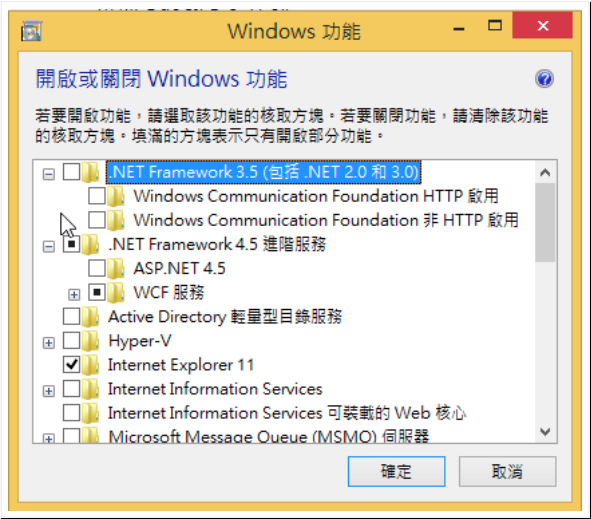 Windows 功能
開啟或關閉 Windows 功能
若要開啟功能，請選取該功能的核取方塊。若要關閉功能，請清除該功能
的核取方塊。填滿的方塊表示只有開啟部分功能。
.NET Framework 3.5 (包括 .NET 2.0 和 3.0)
Windows Communication Foundation HTTP 啟用
Windows Communication Foundation 非 HTTP 啟用
.NET Framework 4.5 進階服務
ASP.NET 4.5
WCF 服務
Active Directory 輕量型目錄服務
Hyper-V
Internet Explorer 11
Internet Information Services
Internet Information Services 可裝載的 Web 核心
Microsoft Message Queue (MSMQ) 伺服器
確定
取消